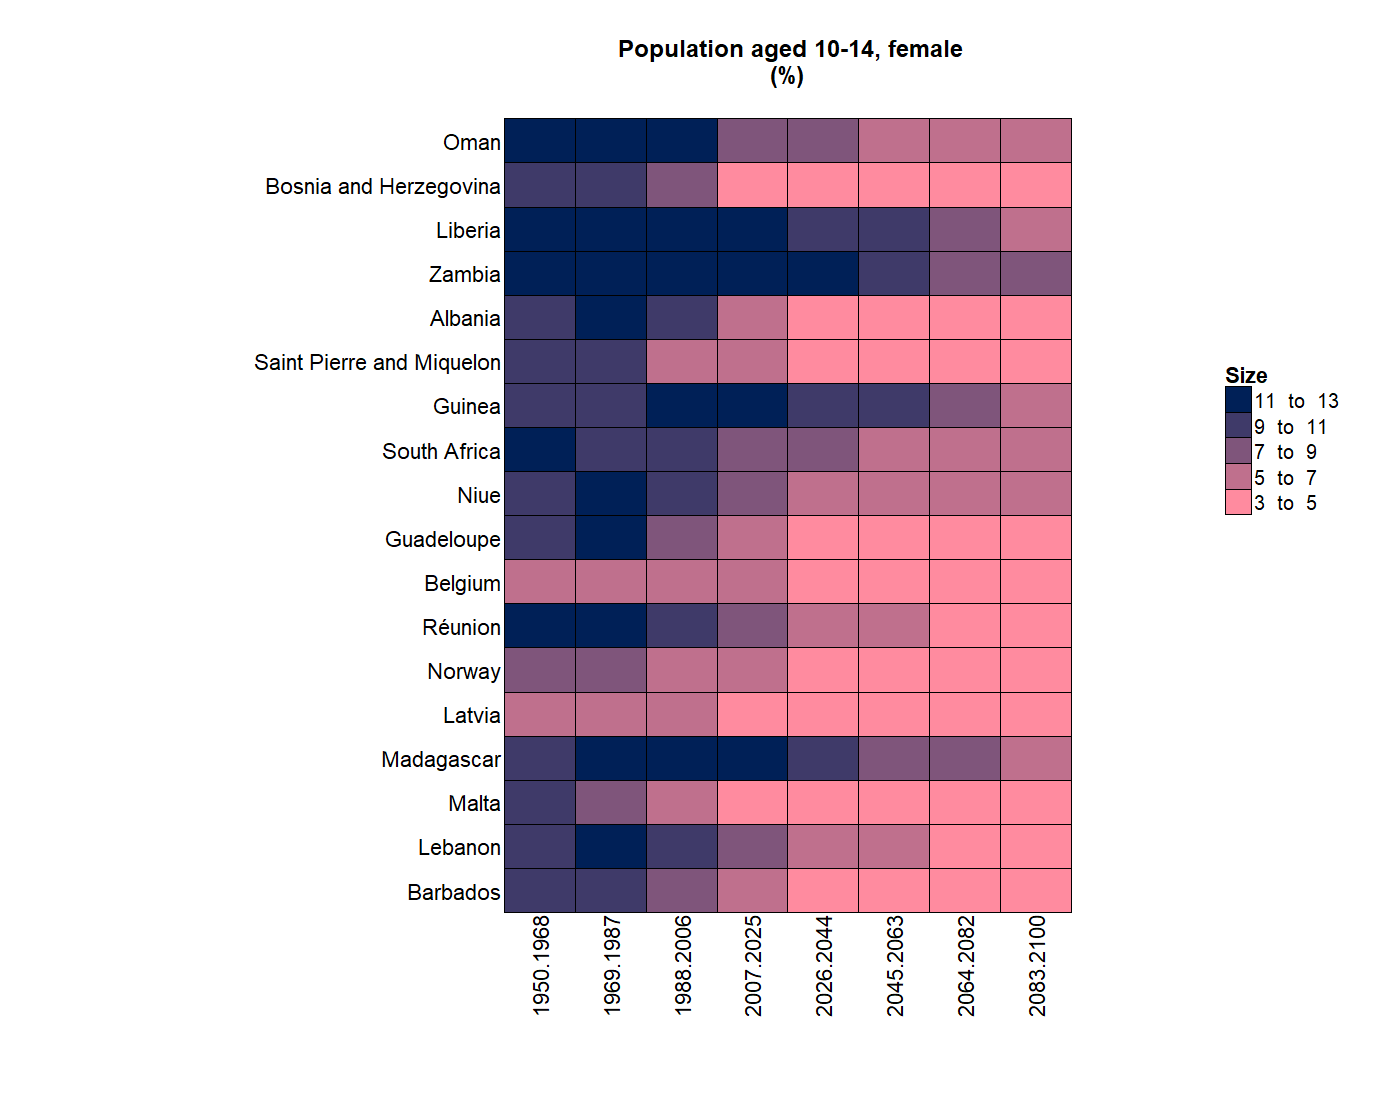 Population aged 10-14, female
(%)
Oman
Bosnia and Herzegovina
Liberia
Zambia
Albania
Saint Pierre and Miquelon
Guinea
South Africa
Niue
Guadeloupe
Belgium
Réunion
Norway
Latvia
Madagascar
Malta
Lebanon
Barbados
1950.1968
1969.1987
1988.2006
2007.2025
2026.2044
2045.2063
2064.2082
2083.2100
Size
11 to 13
9 to 11
7 to 9
5 to 7
3 to 5